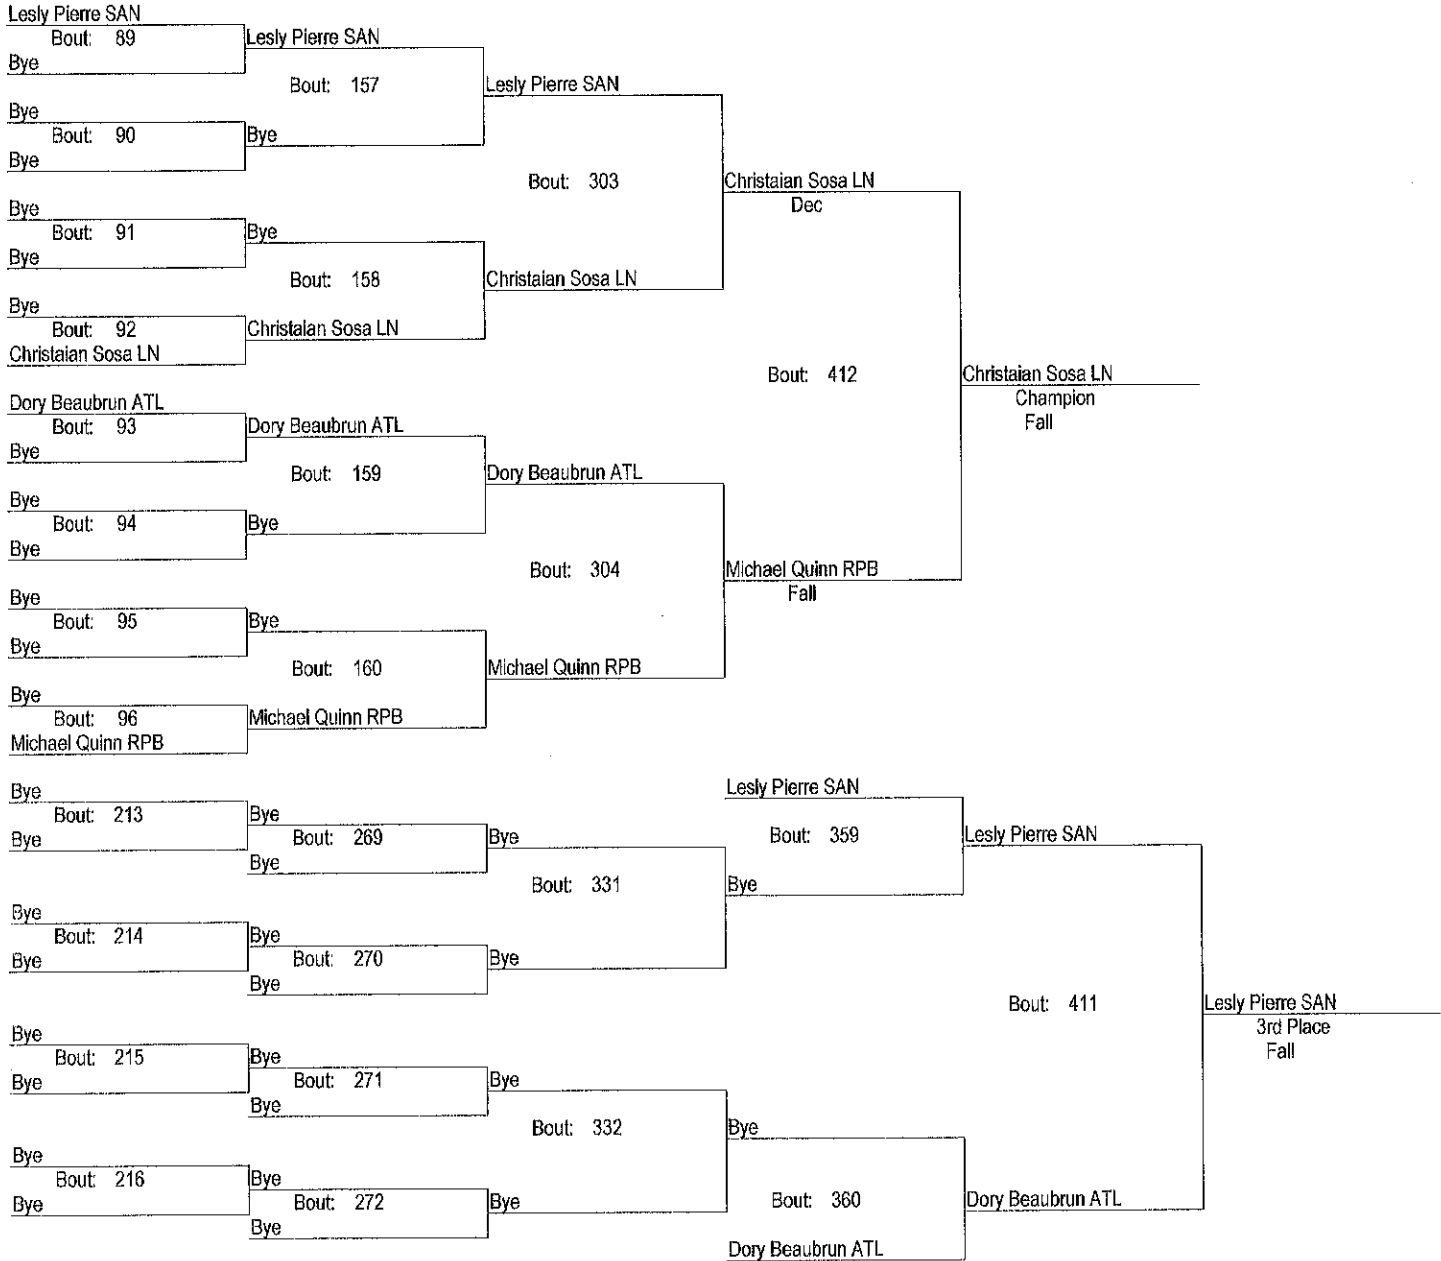 Lesly Pierre SAN
Bout: 89
Bye
Lesly Pierre SAN
Bout: 157
Lesly Pierre SAN
Bye
Bout: 90
Bye
Bye
Bout: 303
Christaian Sosa LN
Dec
Bye
Bout: 91
Bye
Bye
Bout: 158
Christaian Sosa LN
Bye
Bout: 92
Christaian Sosa LN
Christaian Sosa LN
Bout: 412
Christaian Sosa LN
Champion
Fall
Dory Beaubrun ATL
Bout: 93
Bye
Dory Beaubrun ATL
Bout: 159
Dory Beaubrun ATL
Bye
Bout: 94
Bye
Bye
Bout: 304
Michael Quinn RPB
Fall
Bye
Bout: 95
Bye
Bye
Bout: 160
Michael Quinn RPB
Bye
Bout: 96
Michael Quinn RPB
Michael Quinn RPB
Bye
Bout: 213
Bye
Bye
Bout: 269
Bye
Bye
Bout: 331
Lesly Pierre SAN
Bout: 359
Bye
Lesly Pierre SAN
Bye
Bout: 214
Bye
Bye
Bout: 270
Bye
Bye
Bout: 411
Lesly Pierre SAN
3rd Place
Fall
Bye
Bout: 215
Bye
Bye
Bout: 271
Bye
Bye
Bout: 332
Bye
Bout: 360
Dory Beaubrun ATL
Dory Beaubrun ATL
Bye
Bout: 216
Bye
Bye
Bout: 272
Bye
Bye